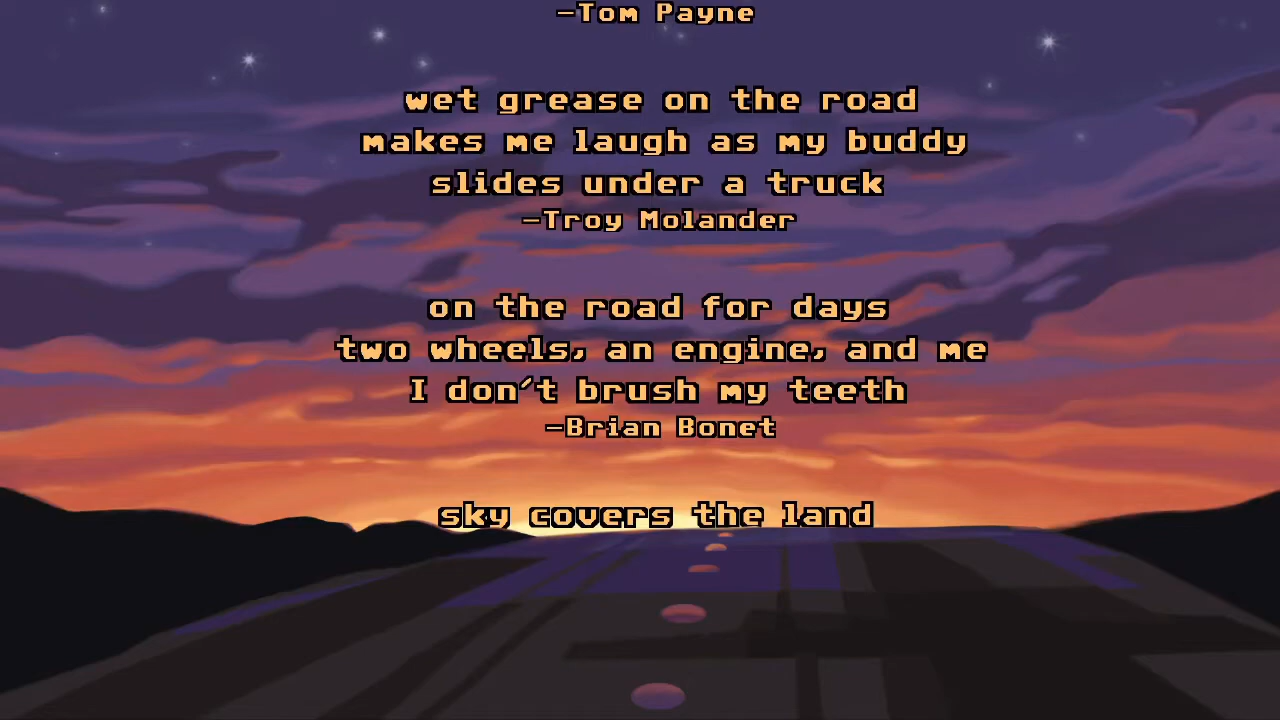 -Tom Payne
wet grease on the road
makes me laugh as my buddy
slides under a truck
-Troy Molander
on the road for days
two wheels, an engine, and me
I don't brush my teeth
-Brian Bonet
sky covers the land